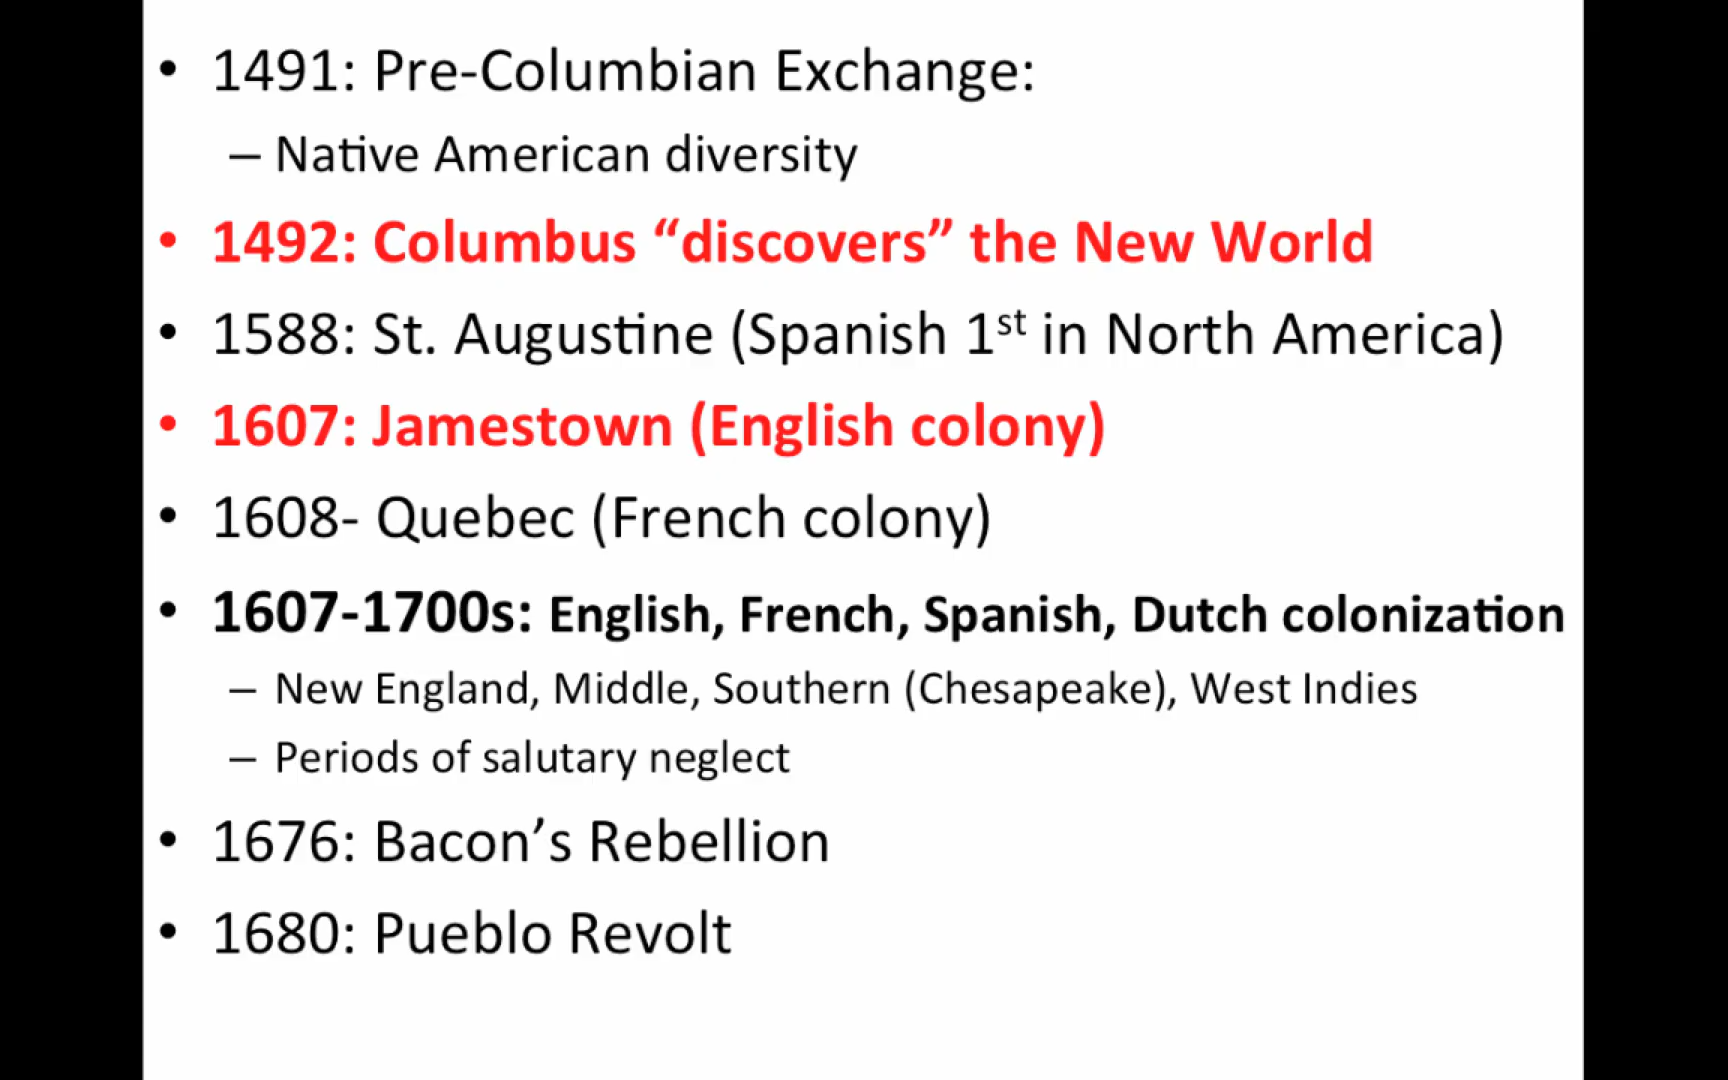 • 1491: Pre-Columbian Exchange:
– Native American diversity
• 1492: Columbus “discovers” the New World
• 1588: St. Augustine (Spanish 1st in North America)
• 1607: Jamestown (English colony)
• 1608- Quebec (French colony)
• 1607-1700s: English, French, Spanish, Dutch colonization
– New England, Middle, Southern (Chesapeake), West Indies
– Periods of salutary neglect
• 1676: Bacon’s Rebellion
• 1680: Pueblo Revolt